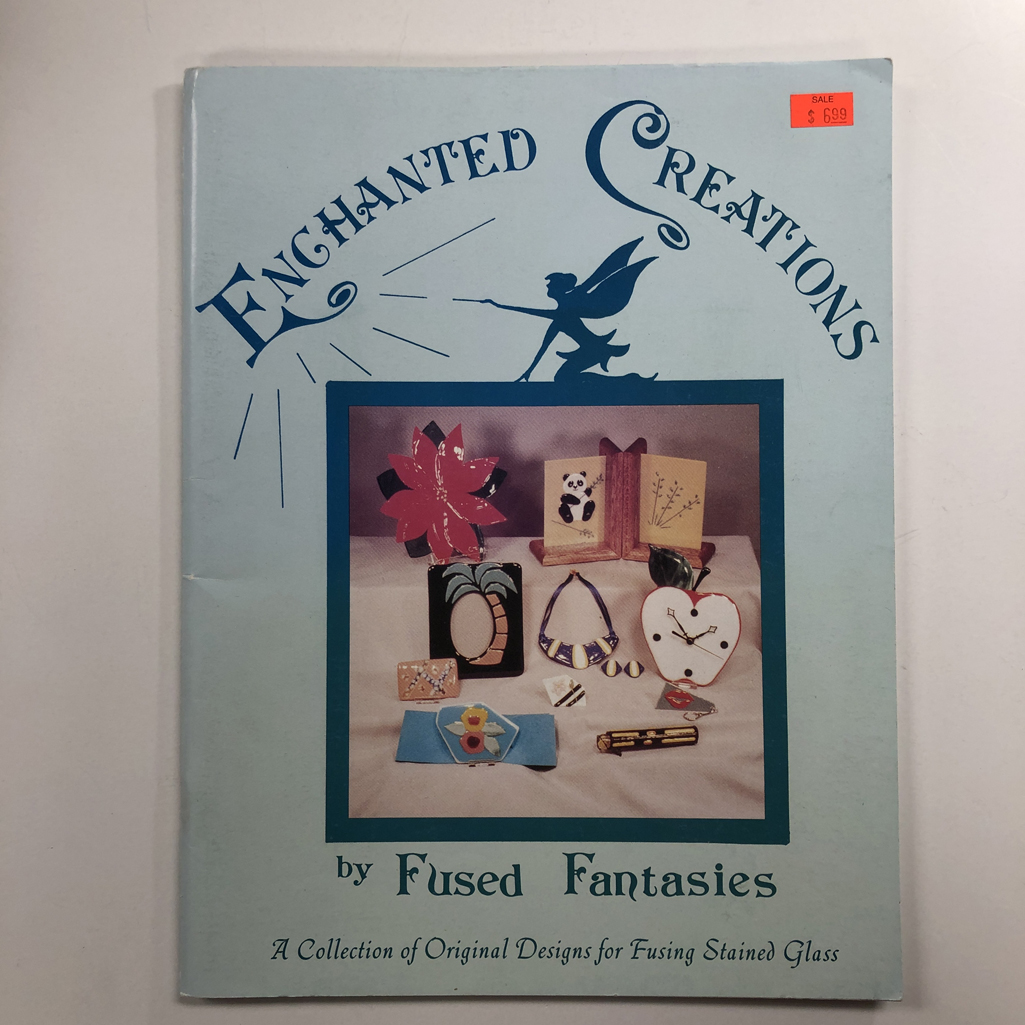 SALE
$ 6.99
ENCHANTED CREATIONS
by Fused Fantasies
A Collection of Original Designs for Fusing Stained Glass